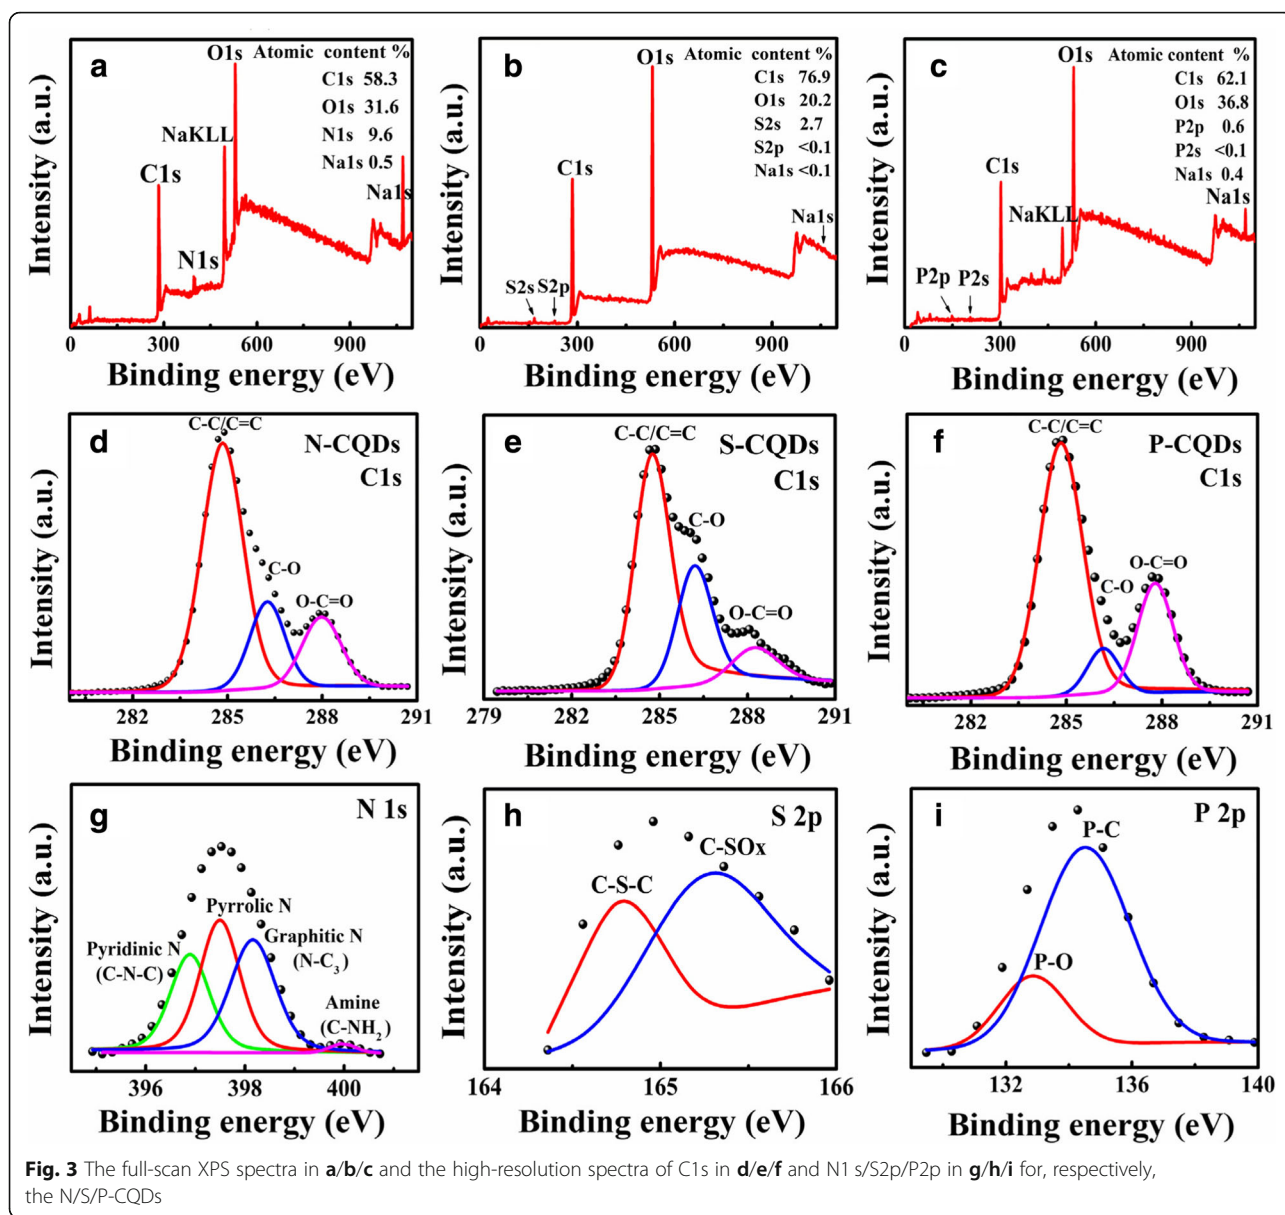 a
O1s Atomic content %
C1s 58.3
O1s 31.6
N1s 9.6
Na1s 0.5
NaKLL
C1s
N1s
Na1s
Intensity (a.u.)
0 300 600 900
Binding energy (eV)
b
O1s
Atomic content %
C1s 76.9
O1s 20.2
S2s 2.7
S2p <0.1
Na1s <0.1
C1s
Na1s
S2s S2p
Intensity (a.u.)
0 300 600 900
Binding energy (eV)
c
O1s
Atomic content %
C1s 62.1
O1s 36.8
P2p 0.6
P2s <0.1
Na1s 0.4
C1s
Na1s
NaKLL
P2p P2s
Intensity (a.u.)
0 300 600 900
Binding energy (eV)
d
C-C/C=C
N-CQDs
C1s
C-O
O-C=O
Intensity (a.u.)
282 285 288 291
Binding energy (eV)
e
C-C/C=C
S-CQDs
C1s
C-O
O-C=O
Intensity (a.u.)
279 282 285 288 291
Binding energy (eV)
f
C-C/C=C
P-CQDs
C1s
C-O
O-C=O
Intensity (a.u.)
282 285 288 291
Binding energy (eV)
g
N 1s
Pyrrolic N
Pyridinic N
(C-N-C)
Graphitic N
(N-C3)
Amine
(C-NH2)
Intensity (a.u.)
396 398 400
Binding energy (eV)
h
S 2p
C-SOx
C-S-C
Intensity (a.u.)
164 165 166
Binding energy (eV)
i
P 2p
P-C
P-O
Intensity (a.u.)
132 136 140
Binding energy (eV)
Fig. 3 The full-scan XPS spectra in a/b/c and the high-resolution spectra of C1s in d/e/f and N1 s/S2p/P2p in g/h/i for, respectively,
the N/S/P-CQDs